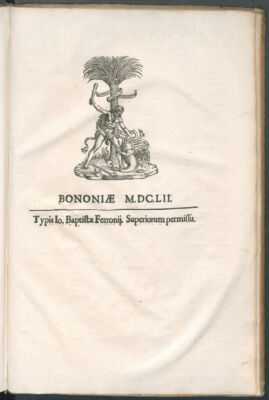 BONONIÆ M.DC.LII.
Typis Io. Baptistæ Ferronij. Superiorum permissu.